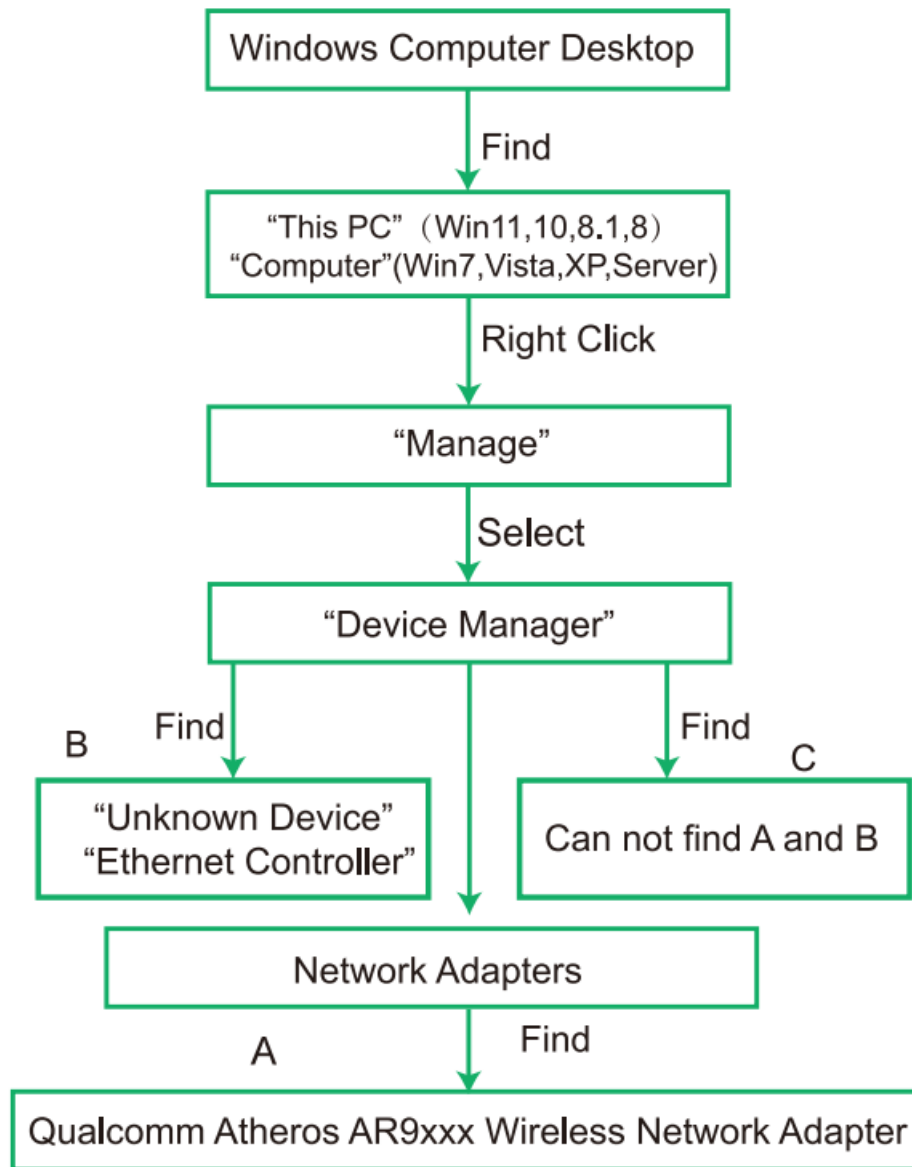 Windows Computer Desktop
Find
“This PC”（Win11,10,8.1,8）
“Computer”(Win7,Vista,XP,Server)
Right Click
“Manage”
Select
“Device Manager”
B
Find
“Unknown Device”
“Ethernet Controller”
Find
C
Can not find A and B
Network Adapters
A
Find
Qualcomm Atheros AR9xxx Wireless Network Adapter